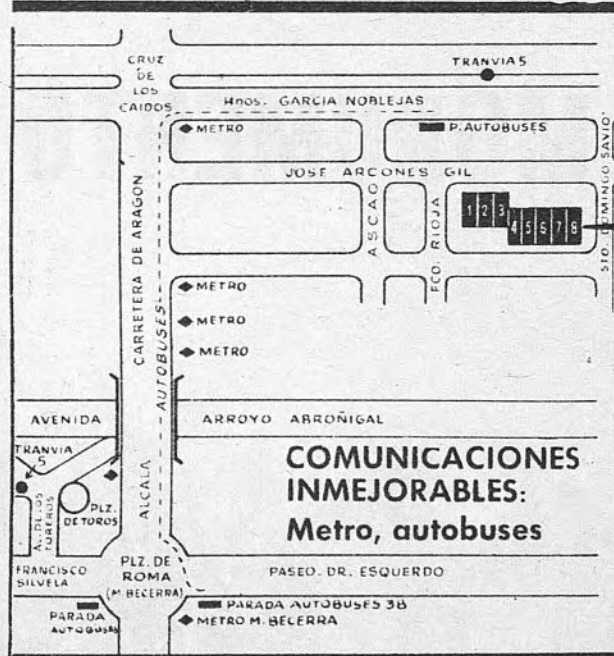 CRUZ
DE
LOS
CAIDOS
TRANVIA 5
Hnos. GARCIA NOBLEJAS
METRO
P. AUTOBUSES
JOSE ARCONES GIL
ASCAO
FCO. RIOJA
STO. DOMINGO SAVIO
1 2 3
4 5 6 7 8
CARRETERA DE ARAGON
AUTOBUSES
METRO
METRO
METRO
AVENIDA ARROYO ABROÑIGAL
TRANVIA
5
AV. DE LOS
TOREROS
PLZ.
DE TOROS
ALCALA
COMUNICACIONES
INMEJORABLES:
Metro, autobuses
FRANCISCO
SILVELA
PLZ. DE
ROMA
(M. BECERRA)
PASEO. DR. ESQUERDO
PARADA
AUTOBUSES
PARADA AUTOBUSES 3B
METRO M. BECERRA